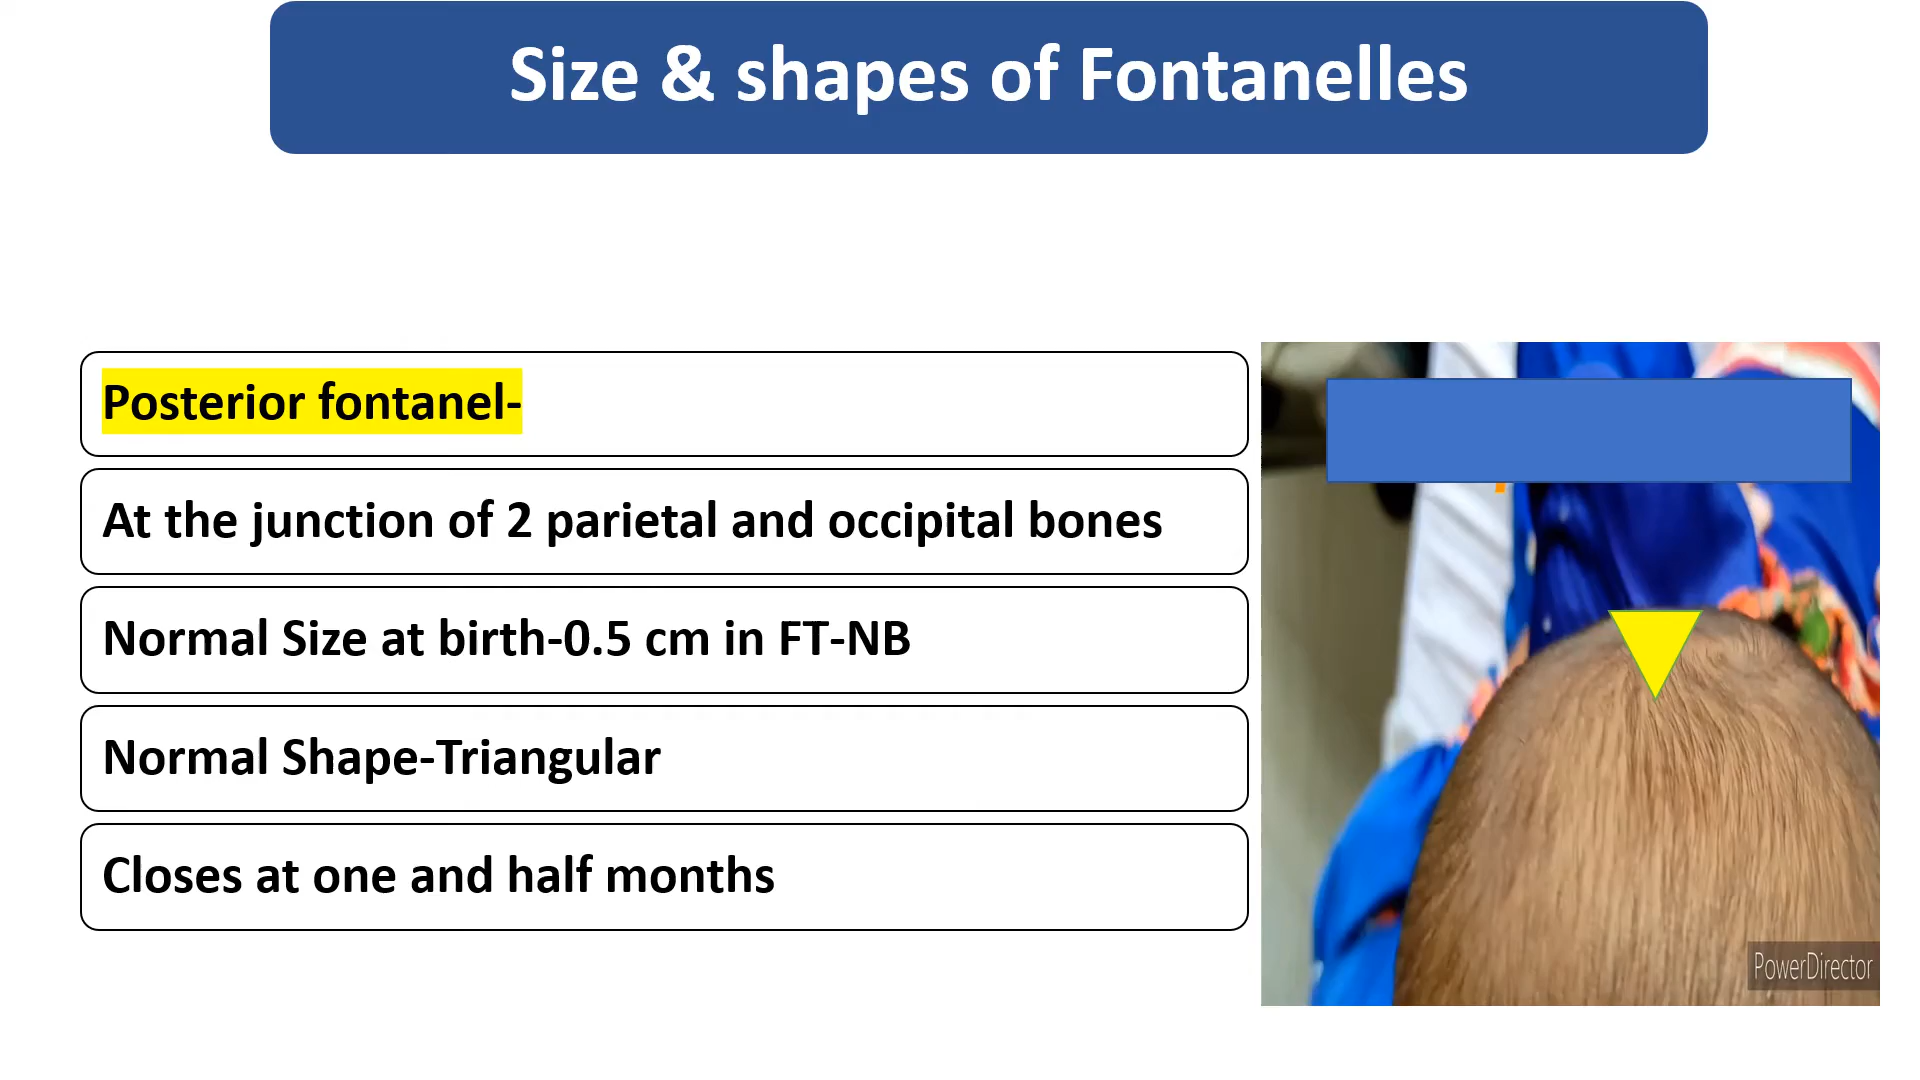 Size & shapes of Fontanelles
Posterior fontanel-
At the junction of 2 parietal and occipital bones
Normal Size at birth-0.5 cm in FT-NB
Normal Shape-Triangular
Closes at one and half months
PowerDirector